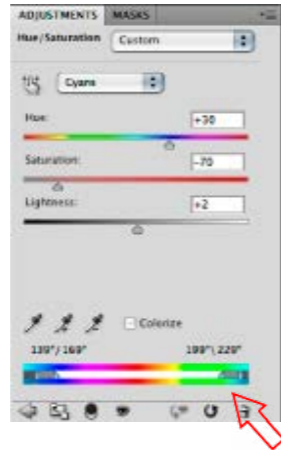 ADJUSTMENTS MASKS
Hue/Saturation Custom
Cyans
Hue: +30
Saturation: -70
Lightness: +2
Colorize
139°/169° 199°\229°